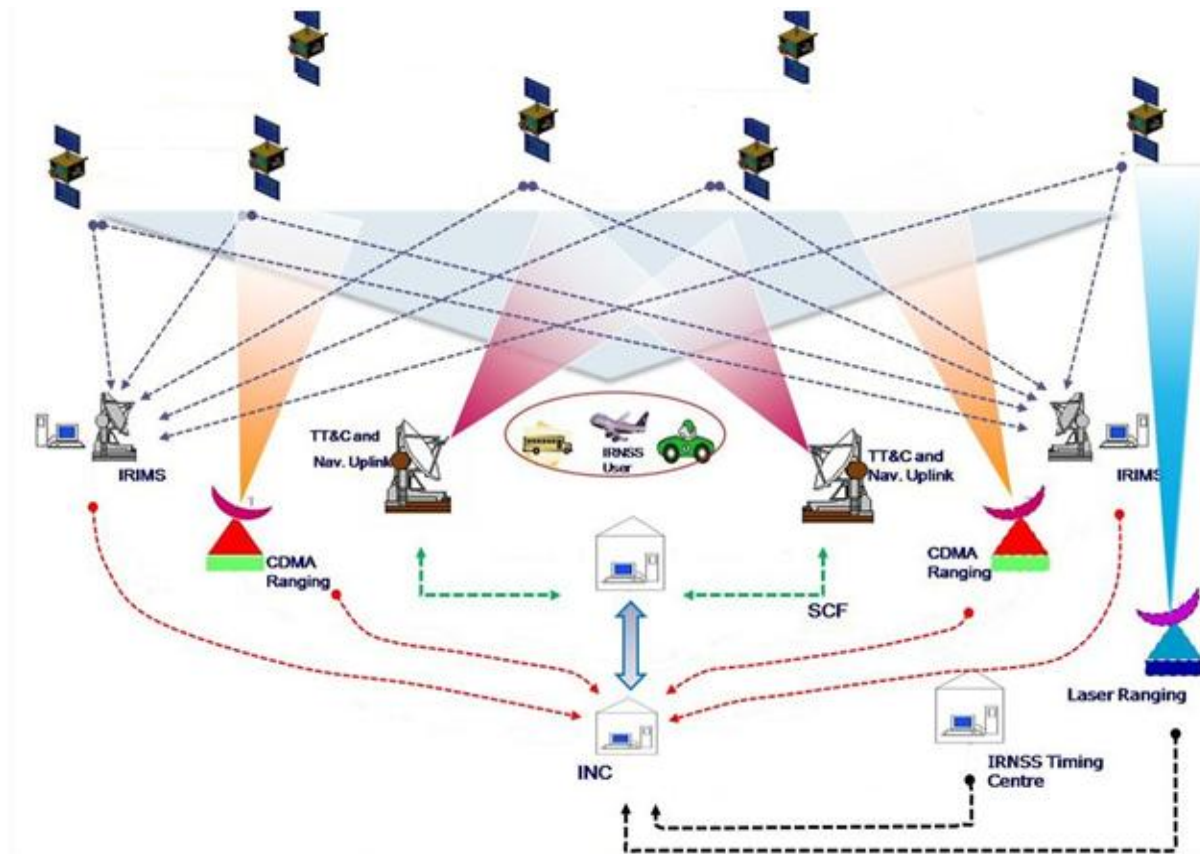 TT&C and
Nav. Uplink
IRNSS
User
TT&C and
Nav. Uplink
IRIMS
IRIMS
CDMA
Ranging
CDMA
Ranging
SCF
Laser Ranging
INC
IRNSS Timing
Centre